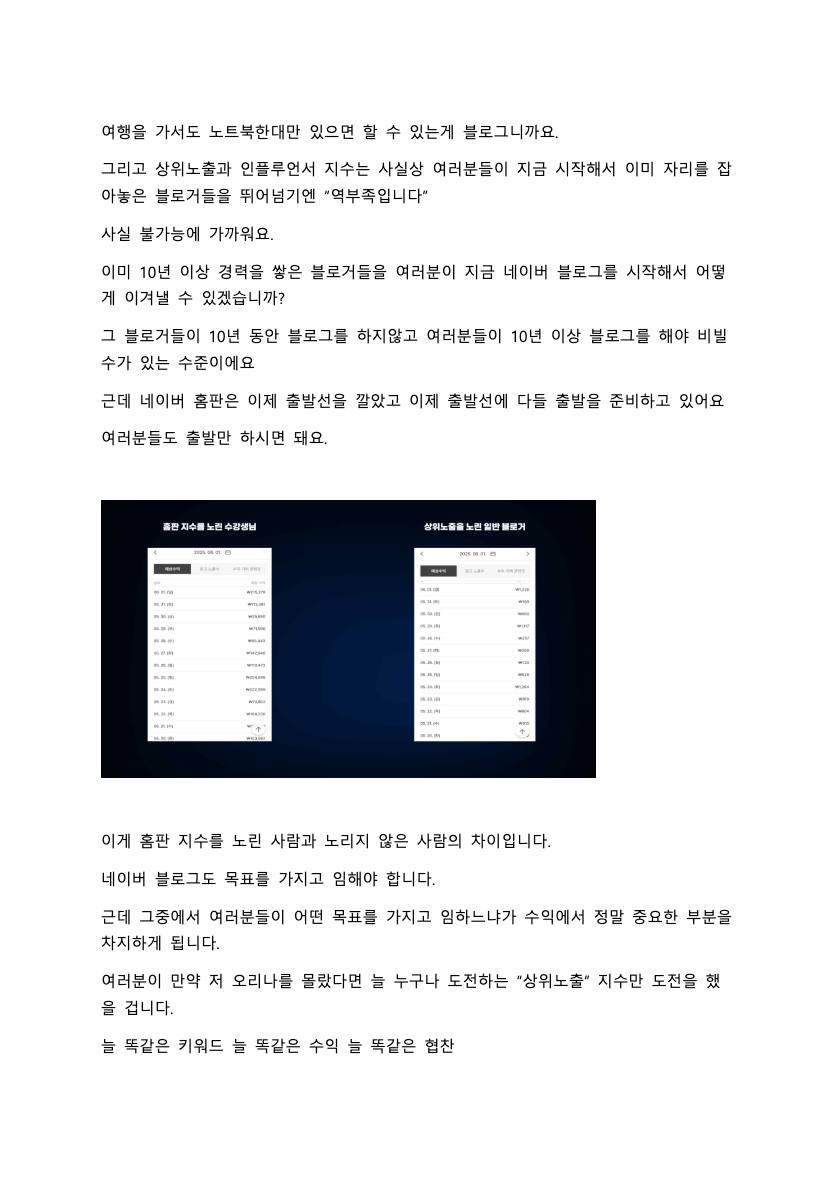 여행을 가서도 노트북한대만 있으면 할 수 있는게 블로그니까요.
그리고 상위노출과 인플루언서 지수는 사실상 여러분들이 지금 시작해서 이미 자리를 잡
아놓은 블로거들을 뛰어넘기엔 “역부족입니다”
사실 불가능에 가까워요.
이미 10년 이상 경력을 쌓은 블로거들을 여러분이 지금 네이버 블로그를 시작해서 어떻
게 이겨낼 수 있겠습니까?
그 블로거들이 10년 동안 블로그를 하지않고 여러분들이 10년 이상 블로그를 해야 비빌
수가 있는 수준이에요
근데 네이버 홈판은 이제 출발선을 깔았고 이제 출발선에 다들 출발을 준비하고 있어요
여러분들도 출발만 하시면 돼요.
홈판 지수를 노린 수강생님
상위노출을 노린 일반 블로거
예상수익
예상수익
이게 홈판 지수를 노린 사람과 노리지 않은 사람의 차이입니다.
네이버 블로그도 목표를 가지고 임해야 합니다.
근데 그중에서 여러분들이 어떤 목표를 가지고 임하느냐가 수익에서 정말 중요한 부분을
차지하게 됩니다.
여러분이 만약 저 오리나를 몰랐다면 늘 누구나 도전하는 “상위노출” 지수만 도전을 했
을 겁니다.
늘 똑같은 키워드 늘 똑같은 수익 늘 똑같은 협찬